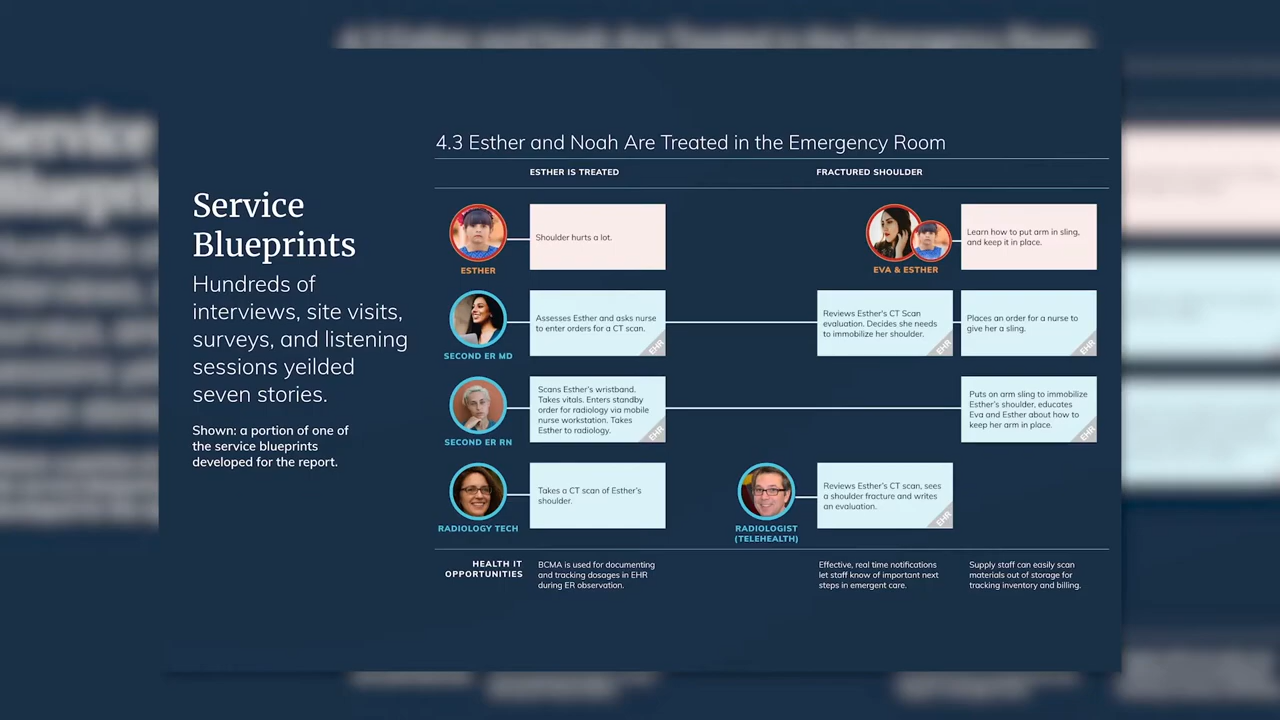 Service
Blueprints
Hundreds of
interviews, site visits,
surveys, and listening
sessions yeilded
seven stories.
Shown: a portion of one of
the service blueprints
developed for the report.
4.3 Esther and Noah Are Treated in the Emergency Room
ESTHER IS TREATED
FRACTURED SHOULDER
ESTHER
Shoulder hurts a lot.
EVA & ESTHER
Learn how to put arm in sling,
and keep it in place.
SECOND ER MD
Assesses Esther and asks nurse
to enter orders for a CT scan.
EHR
Reviews Esther's CT Scan
evaluation. Decides she needs
to immobilize her shoulder.
EHR
Places an order for a nurse to
give her a sling.
EHR
SECOND ER RN
Scans Esther's wristband.
Takes vitals. Enters standby
order for radiology via mobile
nurse workstation. Takes
Esther to radiology.
EHR
Puts on arm sling to immobilize
Esther's shoulder, educates
Eva and Esther about how to
keep her arm in place.
EHR
RADIOLOGY TECH
Takes a CT scan of Esther's
shoulder.
RADIOLOGIST
(TELEHEALTH)
Reviews Esther's CT scan, sees
a shoulder fracture and writes
an evaluation.
EHR
HEALTH IT
OPPORTUNITIES
BCMA is used for documenting
and tracking dosages in EHR
during ER observation.
Effective, real time notifications
let staff know of important next
steps in emergent care.
Supply staff can easily scan
materials out of storage for
tracking inventory and billing.